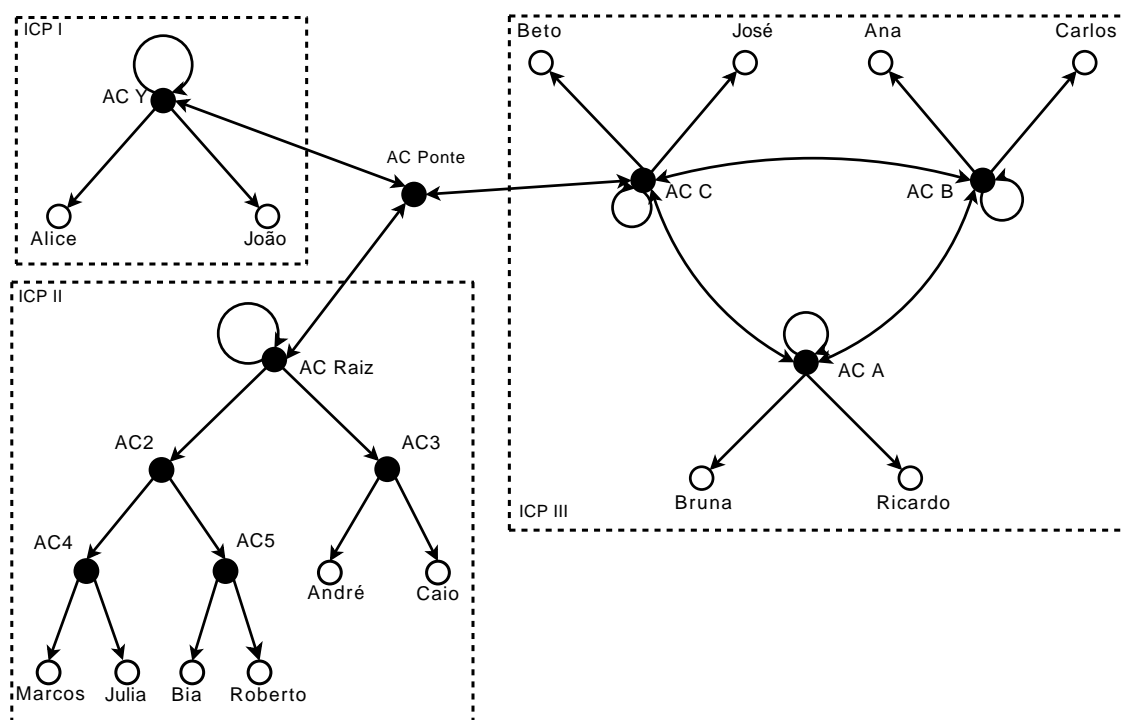 ICP I
AC Y
Alice
João
AC Ponte
Beto
José
Ana
Carlos
AC C
AC B
AC A
Bruna
Ricardo
ICP III
ICP II
AC Raiz
AC2
AC3
AC4
AC5
André
Caio
Marcos
Julia
Bia
Roberto